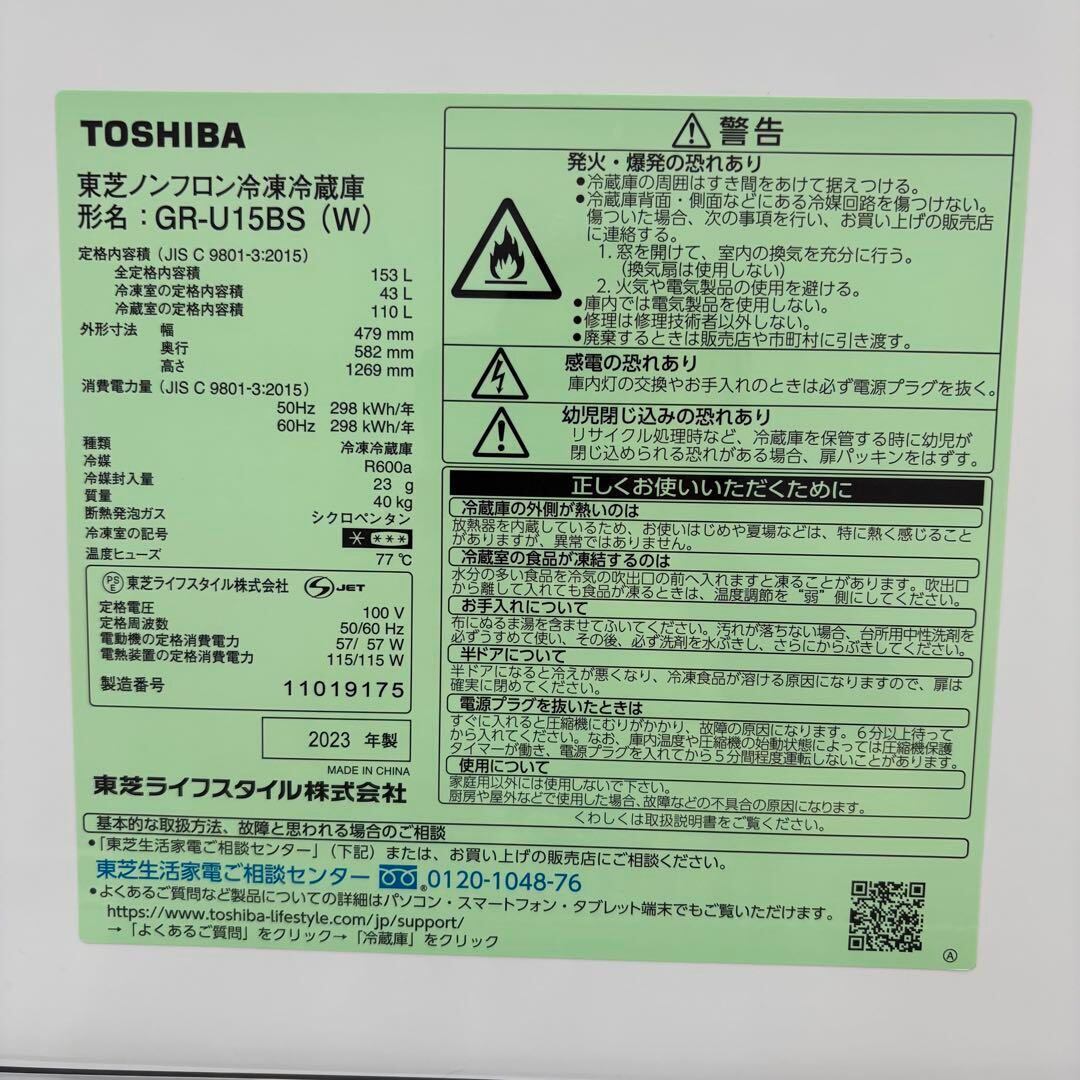 TOSHIBA
東芝ノンフロン冷凍冷蔵庫
形名：GR-U15BS（W）
定格内容積（JIS C 9801-3:2015）
全定格内容積 153 L
冷凍室の定格内容積 43 L
冷蔵室の定格内容積 110 L
外形寸法 幅 479 mm
奥行 582 mm
高さ 1269 mm
消費電力量（JIS C 9801-3:2015）
50Hz 298 kWh/年
60Hz 298 kWh/年
種類 冷凍冷蔵庫
冷媒 R600a
冷媒封入量 23 g
質量 40 kg
断熱発泡ガス シクロペンタン
冷凍室の記号
温度ヒューズ 77 ℃
PSE 東芝ライフスタイル株式会社 JET
定格電圧 100 V
定格周波数 50/60 Hz
電動機の定格消費電力 57/ 57 W
電熱装置の定格消費電力 115/115 W
製造番号 11019175
2023 年製
MADE IN CHINA
東芝ライフスタイル株式会社
警告
発火・爆発の恐れあり
●冷蔵庫の周囲はすき間をあけて据えつける。
●冷蔵庫背面・側面などにある冷媒回路を傷つけない。
傷ついた場合、次の事項を行い、お買い上げの販売店
に連絡する。
1. 窓を開けて、室内の換気を充分に行う。
(換気扇は使用しない)
2. 火気や電気製品の使用を避ける。
●庫内では電気製品を使用しない。
●修理は修理技術者以外しない。
●廃棄するときは販売店や市町村に引き渡す。
感電の恐れあり
庫内灯の交換やお手入れのときは必ず電源プラグを抜く。
幼児閉じ込みの恐れあり
リサイクル処理時など、冷蔵庫を保管する時に幼児が
閉じ込められる恐れがある場合、扉パッキンをはずす。
正しくお使いいただくために
冷蔵庫の外側が熱いのは
放熱器を内蔵しているため、お使いはじめや夏場などは、特に熱く感じること
がありますが、異常ではありません。
冷蔵室の食品が凍結するのは
水分の多い食品を冷気の吹出口の前へ入れますと凍ることがあります。吹出口
から離して入れても食品が凍るときは、温度調節を“弱”側にしてください。
お手入れについて
布にぬるま湯を含ませてふいてください。汚れが落ちない場合、台所用中性洗剤を
必ずうすめて使い、その後、必ず洗剤を水ぶきし、さらにからぶきしてください。
半ドアについて
半ドアになると冷えが悪くなり、冷凍食品が溶ける原因になりますので、扉は
確実に閉めてください。
電源プラグを抜いたときは
すぐに入れると圧縮機にむりがかかり、故障の原因になります。６分以上待って
から入れてください。なお、庫内温度や圧縮機の始動状態によっては圧縮機保護
タイマーが働き、電源プラグを入れてから５分間程度運転しないことがあります。
使用について
家庭用以外には使用しないで下さい。
厨房や屋外などで使用した場合、故障などの不具合の原因になります。
くわしくは取扱説明書をご覧ください。
基本的な取扱方法、故障と思われる場合のご相談
●「東芝生活家電ご相談センター」（下記）または、お買い上げの販売店にご相談ください。
東芝生活家電ご相談センター ®0120-1048-76
●よくあるご質問など製品についての詳細はパソコン・スマートフォン・タブレット端末でもご覧いただけます。
https://www.toshiba-lifestyle.com/jp/support/
→「よくあるご質問」をクリック→「冷蔵庫」をクリック
Ⓐ